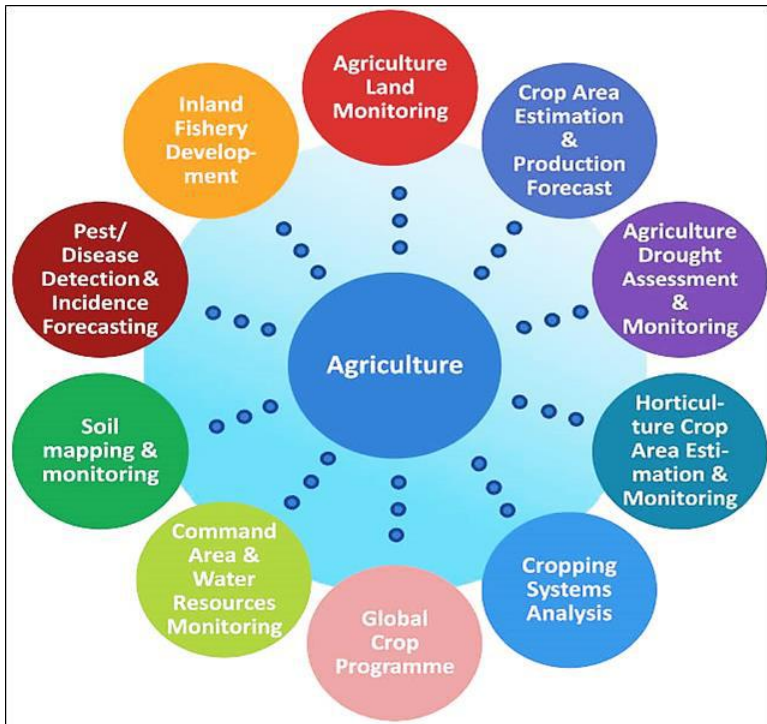 Agriculture
Land
Monitoring
Crop Area
Estimation
&
Production
Forecast
Agriculture
Drought
Assessment
&
Monitoring
Horticul-
ture Crop
Area Esti-
mation &
Monitoring
Cropping
Systems
Analysis
Global
Crop
Programme
Command
Area &
Water
Resources
Monitoring
Soil
mapping &
monitoring
Pest/
Disease
Detection &
Incidence
Forecasting
Inland
Fishery
Develop-
ment
Agriculture